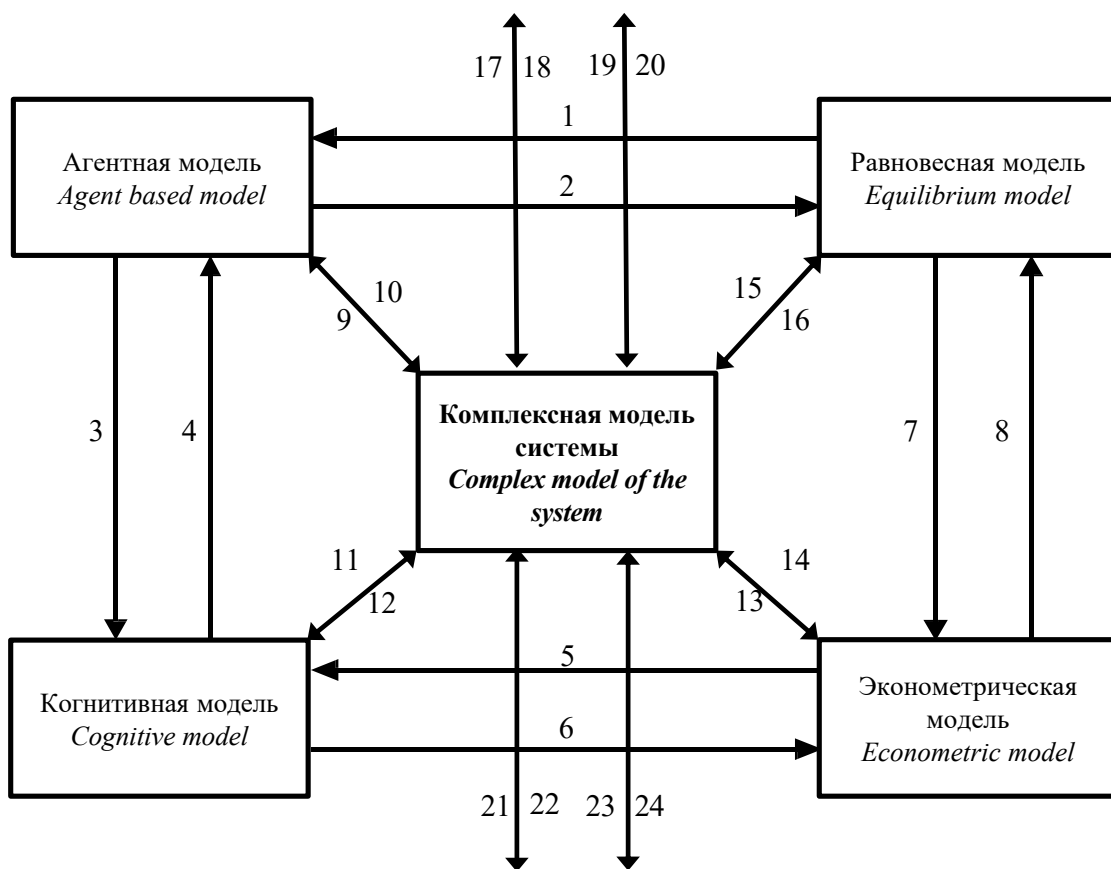 17 18 19 20
1
Агентная модель
Agent based model
2
Равновесная модель
Equilibrium model
10
9
15
16
Комплексная модель
системы
Complex model of the
system
3 4
7 8
11
12
14
13
5
Когнитивная модель
Cognitive model
6
Эконометрическая
модель
Econometric model
21 22 23 24